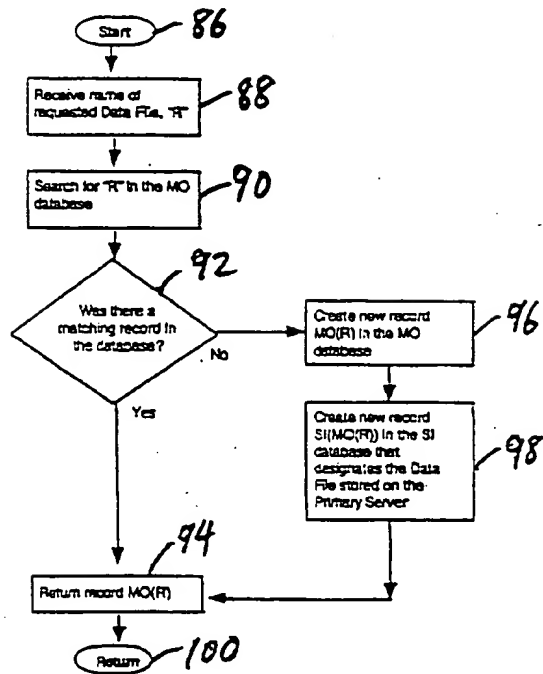 Start
86
Receive name of
requested Data File, "R"
88
Search for "R" in the MO
database
90
92
Was there a
matching record in
the database?
No
Yes
Create new record
MO(R) in the MO
database
96
Create new record
SI(MO(R)) in the SI
database that
designates the Data
File stored on the
Primary Server
98
94
Return record MO(R)
Return
100